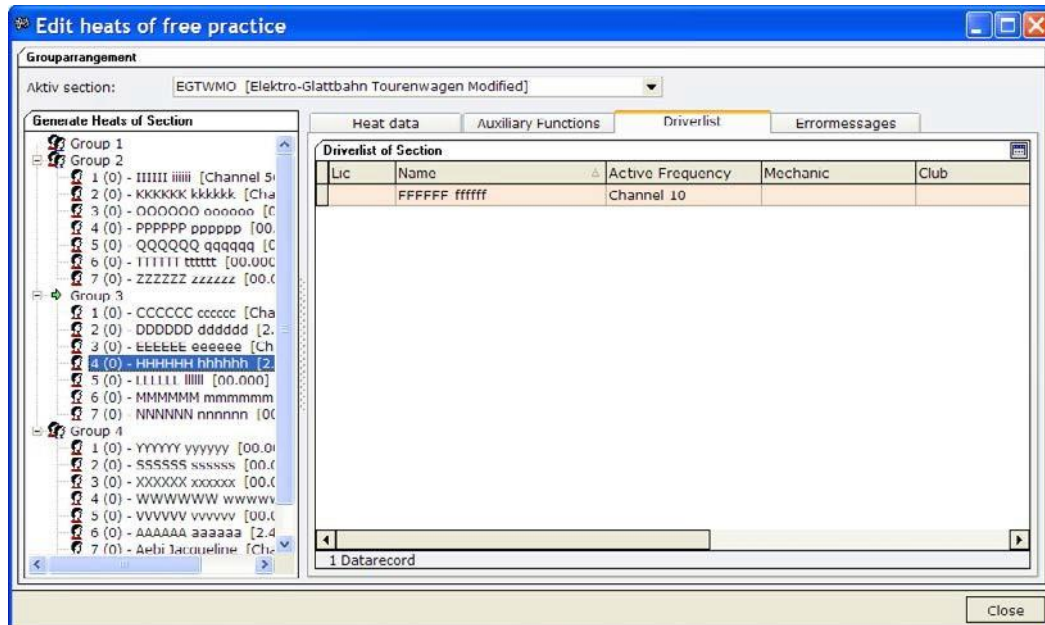 Edit heats of free practice
Grouparrangement
Aktiv section: EGTWMO [Elektro-Glattbahn Tourenwagen Modified]
Generate Heats of Section
Group 1
Group 2
1 (0) - IIIIII iiiiii [Channel 5
2 (0) - KKKKKK kkkkkk [Cha
3 (0) - OOOOOO oooooo [C
4 (0) - PPPPPP pppppp [00.
5 (0) - QQQQQQ qqqqqq [0
6 (0) - TTTTTT tttttt [00.000
7 (0) - ZZZZZZ zzzzzz [00.0
Group 3
1 (0) - CCCCCC cccccc [Cha
2 (0) - DDDDDD dddddd [2.
3 (0) - EEEEEE eeeeee [Ch
4 (0) - HHHHHH hhhhhh [2.
5 (0) - LLLLLL llllll [00.000]
6 (0) - MMMMMM mmmmmm
7 (0) - NNNNNN nnnnnn [00
Group 4
1 (0) - YYYYYY yyyyyy [00.00
2 (0) - SSSSSS ssssss [00.0
3 (0) - XXXXXX xxxxxx [00.0
4 (0) - WWWWWW wwwww
5 (0) - VVVVVV vvvvvv [00.0
6 (0) - AAAAAA aaaaaa [2.4
7 (0) - Aebi Jacqueline [Cha
Heat data Auxiliary Functions Driverlist Errormessages
Driverlist of Section
Lic Name Active Frequency Mechanic Club
FFFFFF ffffff Channel 10
1 Datarecord
Close